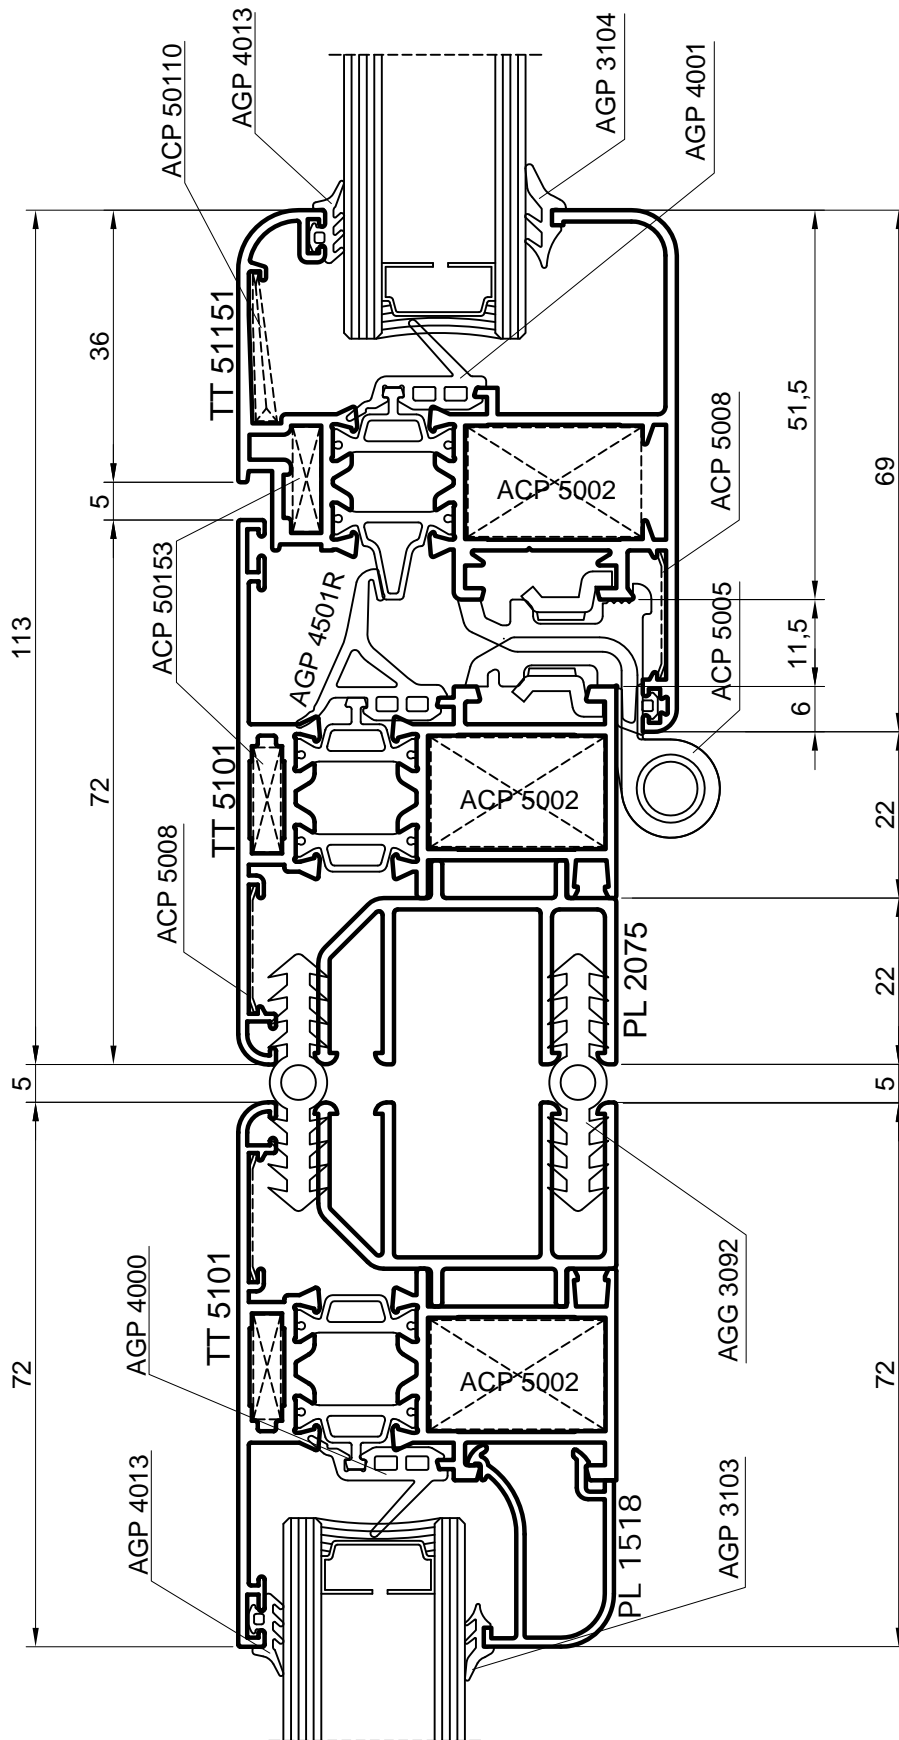 ACP 50110
AGP 4013
AGP 3104
AGP 4001
TT 51151
36
51,5
69
ACP 5008
ACP 5002
5
ACP 50153
AGP 4501R
113
ACP 5005
11,5
6
72
TT 5101
ACP 5002
22
ACP 5008
PL 2075
22
5
5
AGP 4000
TT 5101
AGG 3092
72
ACP 5002
72
AGP 4013
PL 1518
AGP 3103